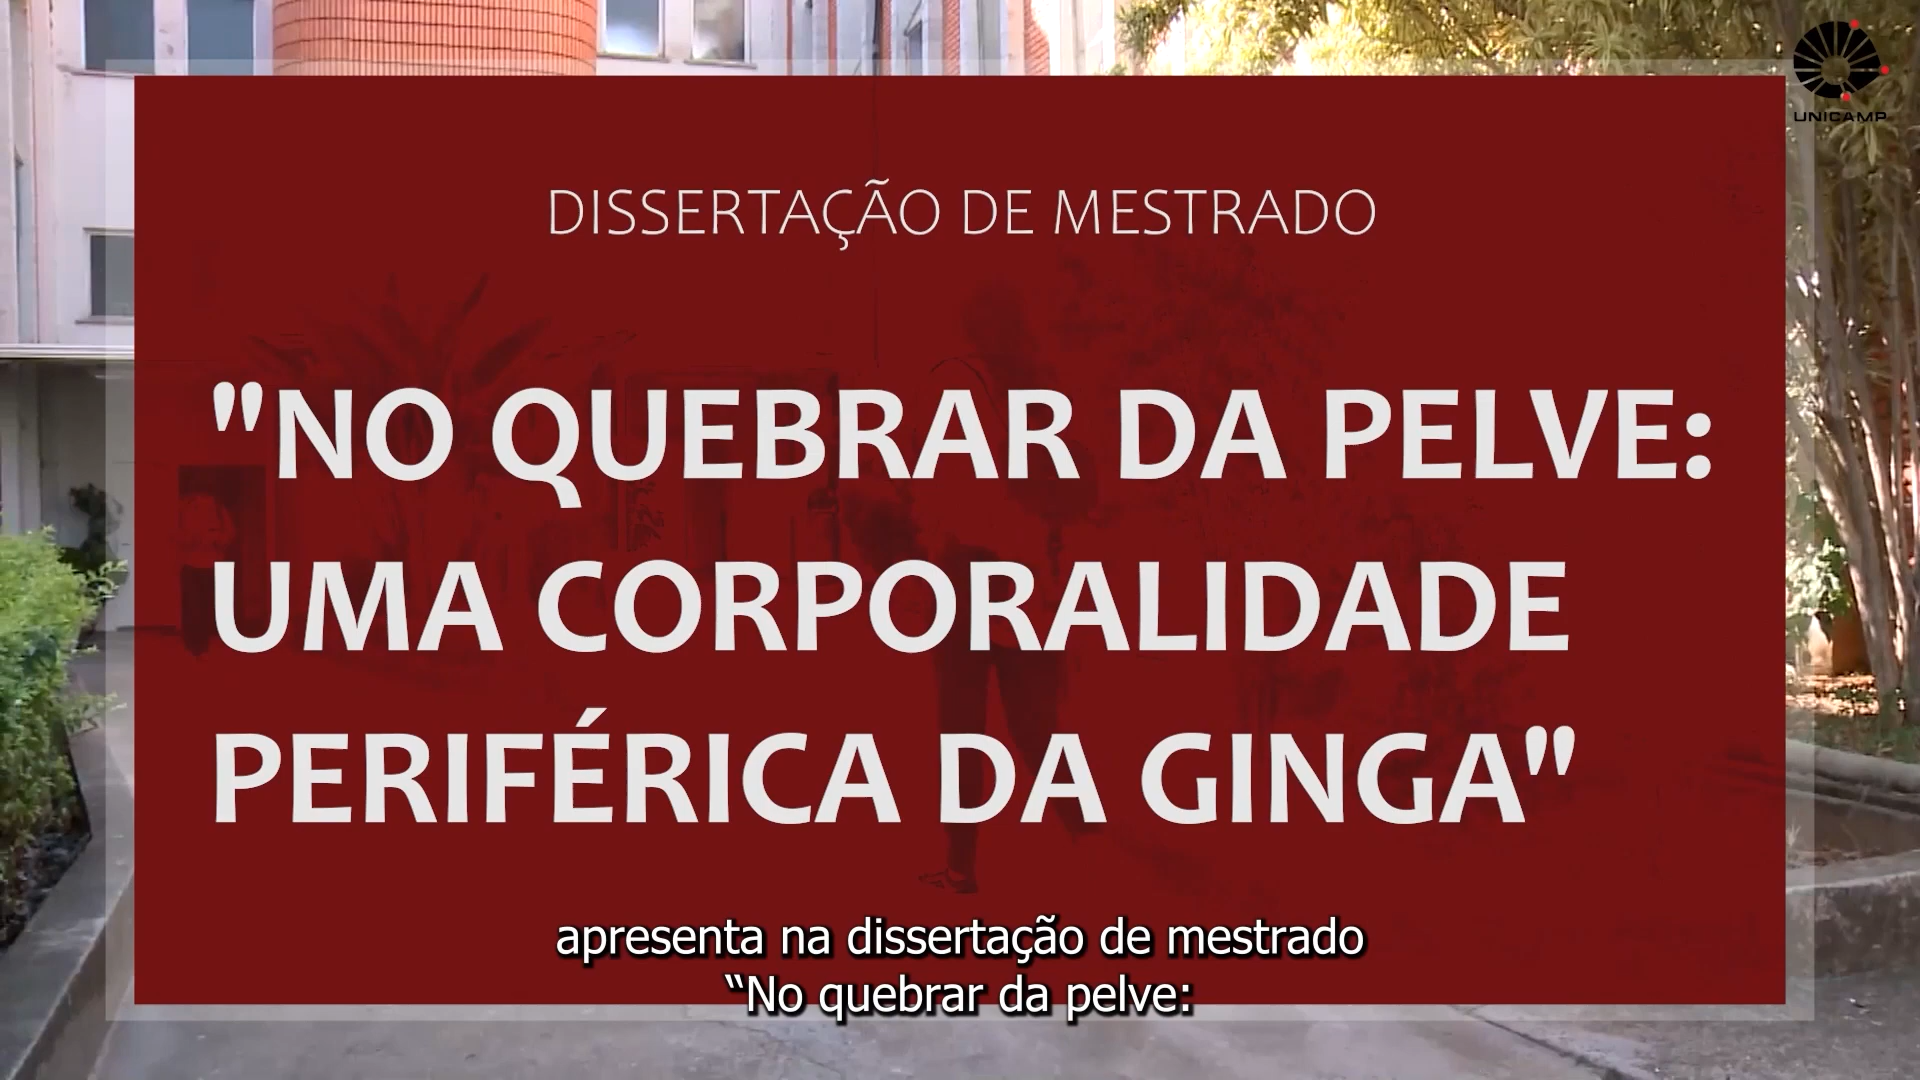 UNICAMP
DISSERTAÇÃO DE MESTRADO
"NO QUEBRAR DA PELVE:
UMA CORPORALIDADE
PERIFÉRICA DA GINGA"
apresenta na dissertação de mestrado
“No quebrar da pelve: